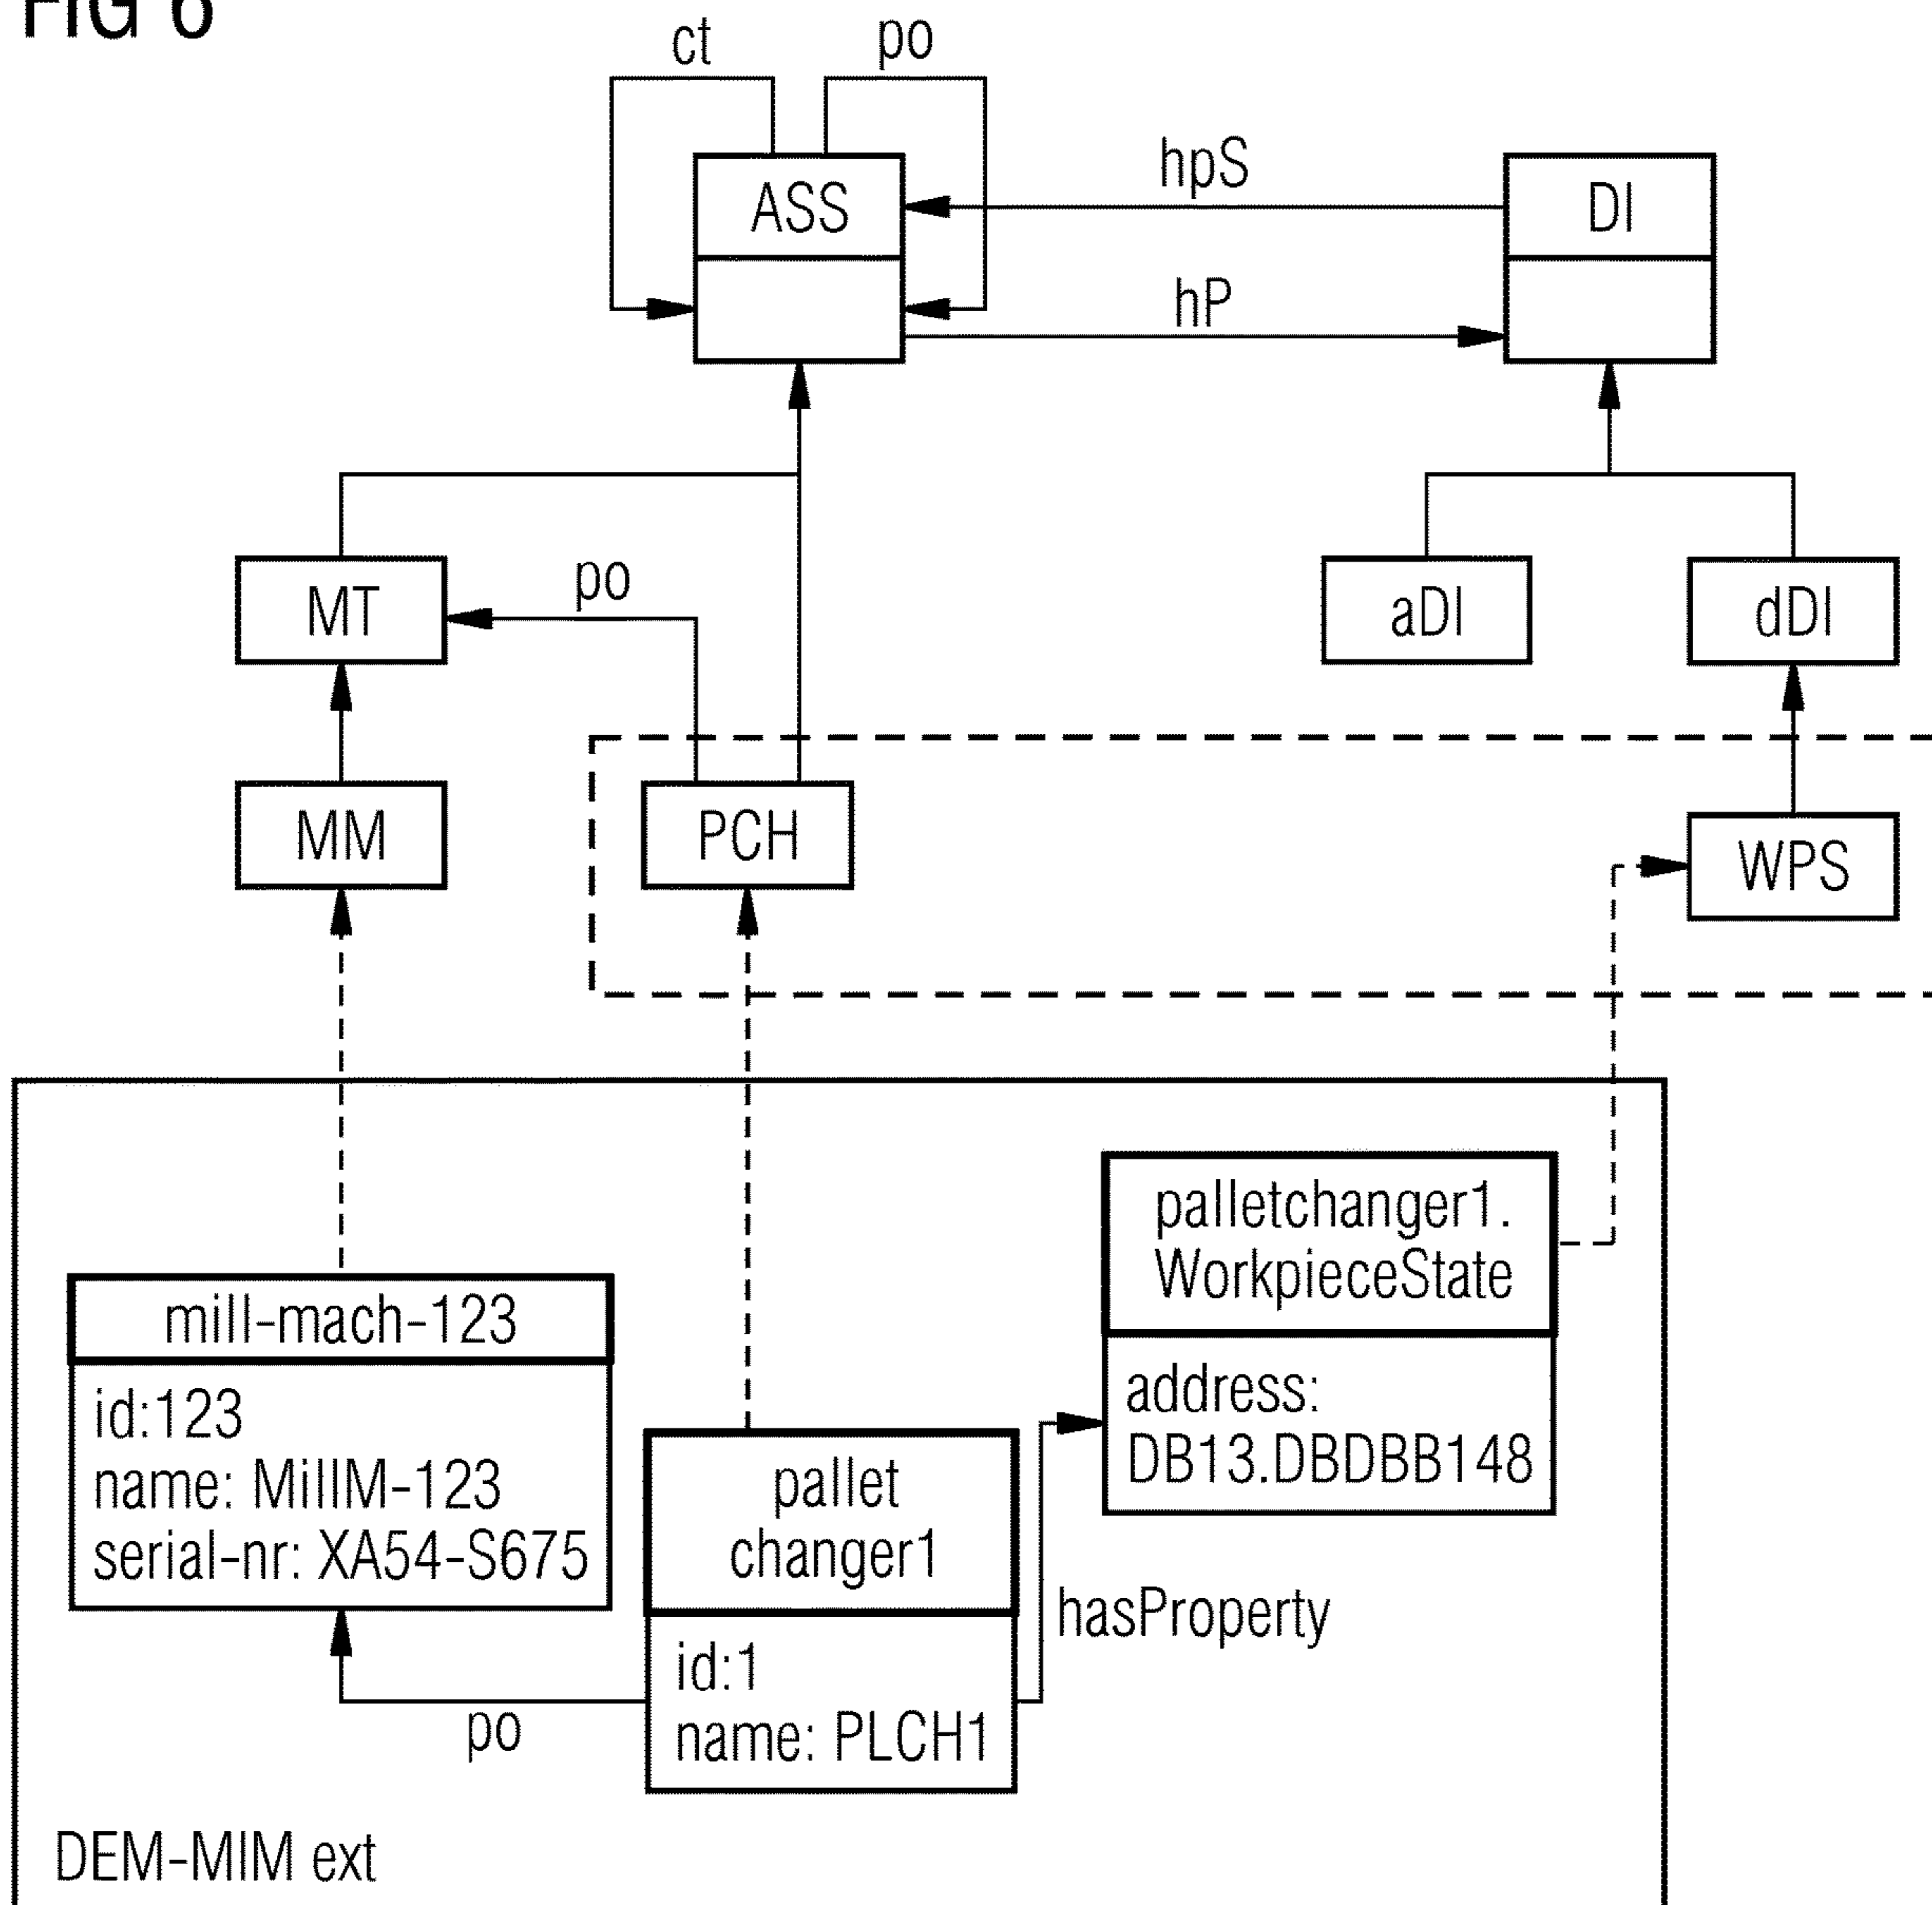 FIG 6
ct
po
ASS
hpS
DI
hP
MT
po
aDI
dDI
MM
PCH
WPS
palletchanger1.
WorkpieceState
mill-mach-123
address:
DB13.DBDBB148
id:123
name: MillM-123
serial-nr: XA54-S675
pallet
changer1
hasProperty
id:1
name: PLCH1
po
DEM-MIM ext